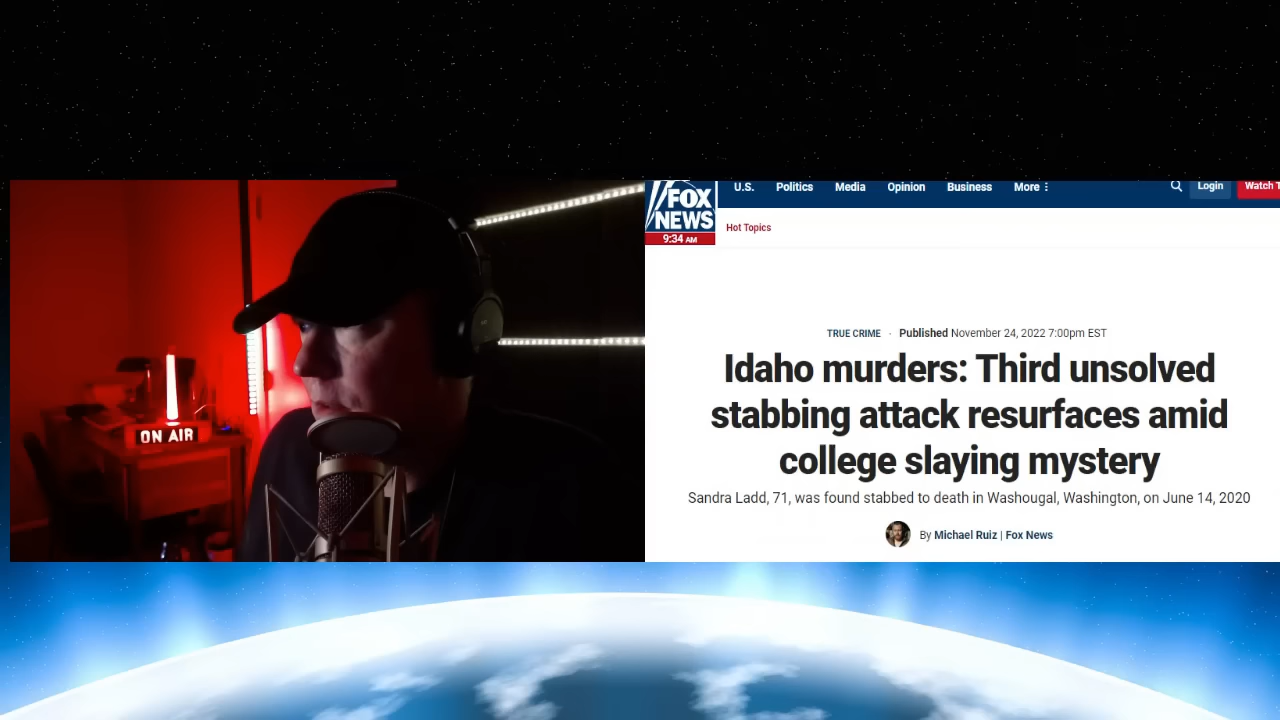 ON AIR
FOX
NEWS
9:34 AM
U.S. Politics Media Opinion Business More Login Watch T
Hot Topics
TRUE CRIME · Published November 24, 2022 7:00pm EST
Idaho murders: Third unsolved
stabbing attack resurfaces amid
college slaying mystery
Sandra Ladd, 71, was found stabbed to death in Washougal, Washington, on June 14, 2020
By Michael Ruiz | Fox News